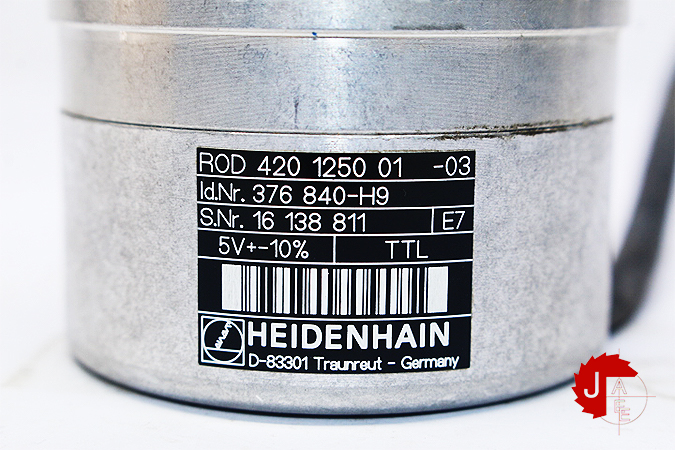 ROD 420 1250 01 -03
Id.Nr. 376 840-H9
S.Nr. 16 138 811 E7
5V+-10% TTL
HEIDENHAIN
D-83301 Traunreut - Germany
J A